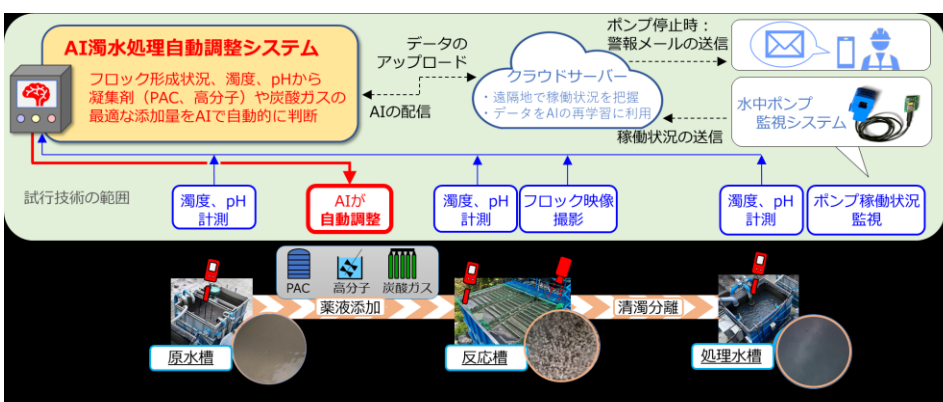 AI濁水処理自動調整システム
フロック形成状況、濁度、pHから
凝集剤（PAC、高分子）や炭酸ガスの
最適な添加量をAIで自動的に判断
データの
アップロード
AIの配信
クラウドサーバー
・遠隔地で稼働状況を把握
・データをAIの再学習に利用
ポンプ停止時：
警報メールの送信
稼働状況の送信
水中ポンプ
監視システム
試行技術の範囲
濁度、pH
計測
AIが
自動調整
濁度、pH
計測
フロック映像
撮影
濁度、pH
計測
ポンプ稼働状況
監視
PAC
高分子
炭酸ガス
薬液添加
清濁分離
原水槽
反応槽
処理水槽